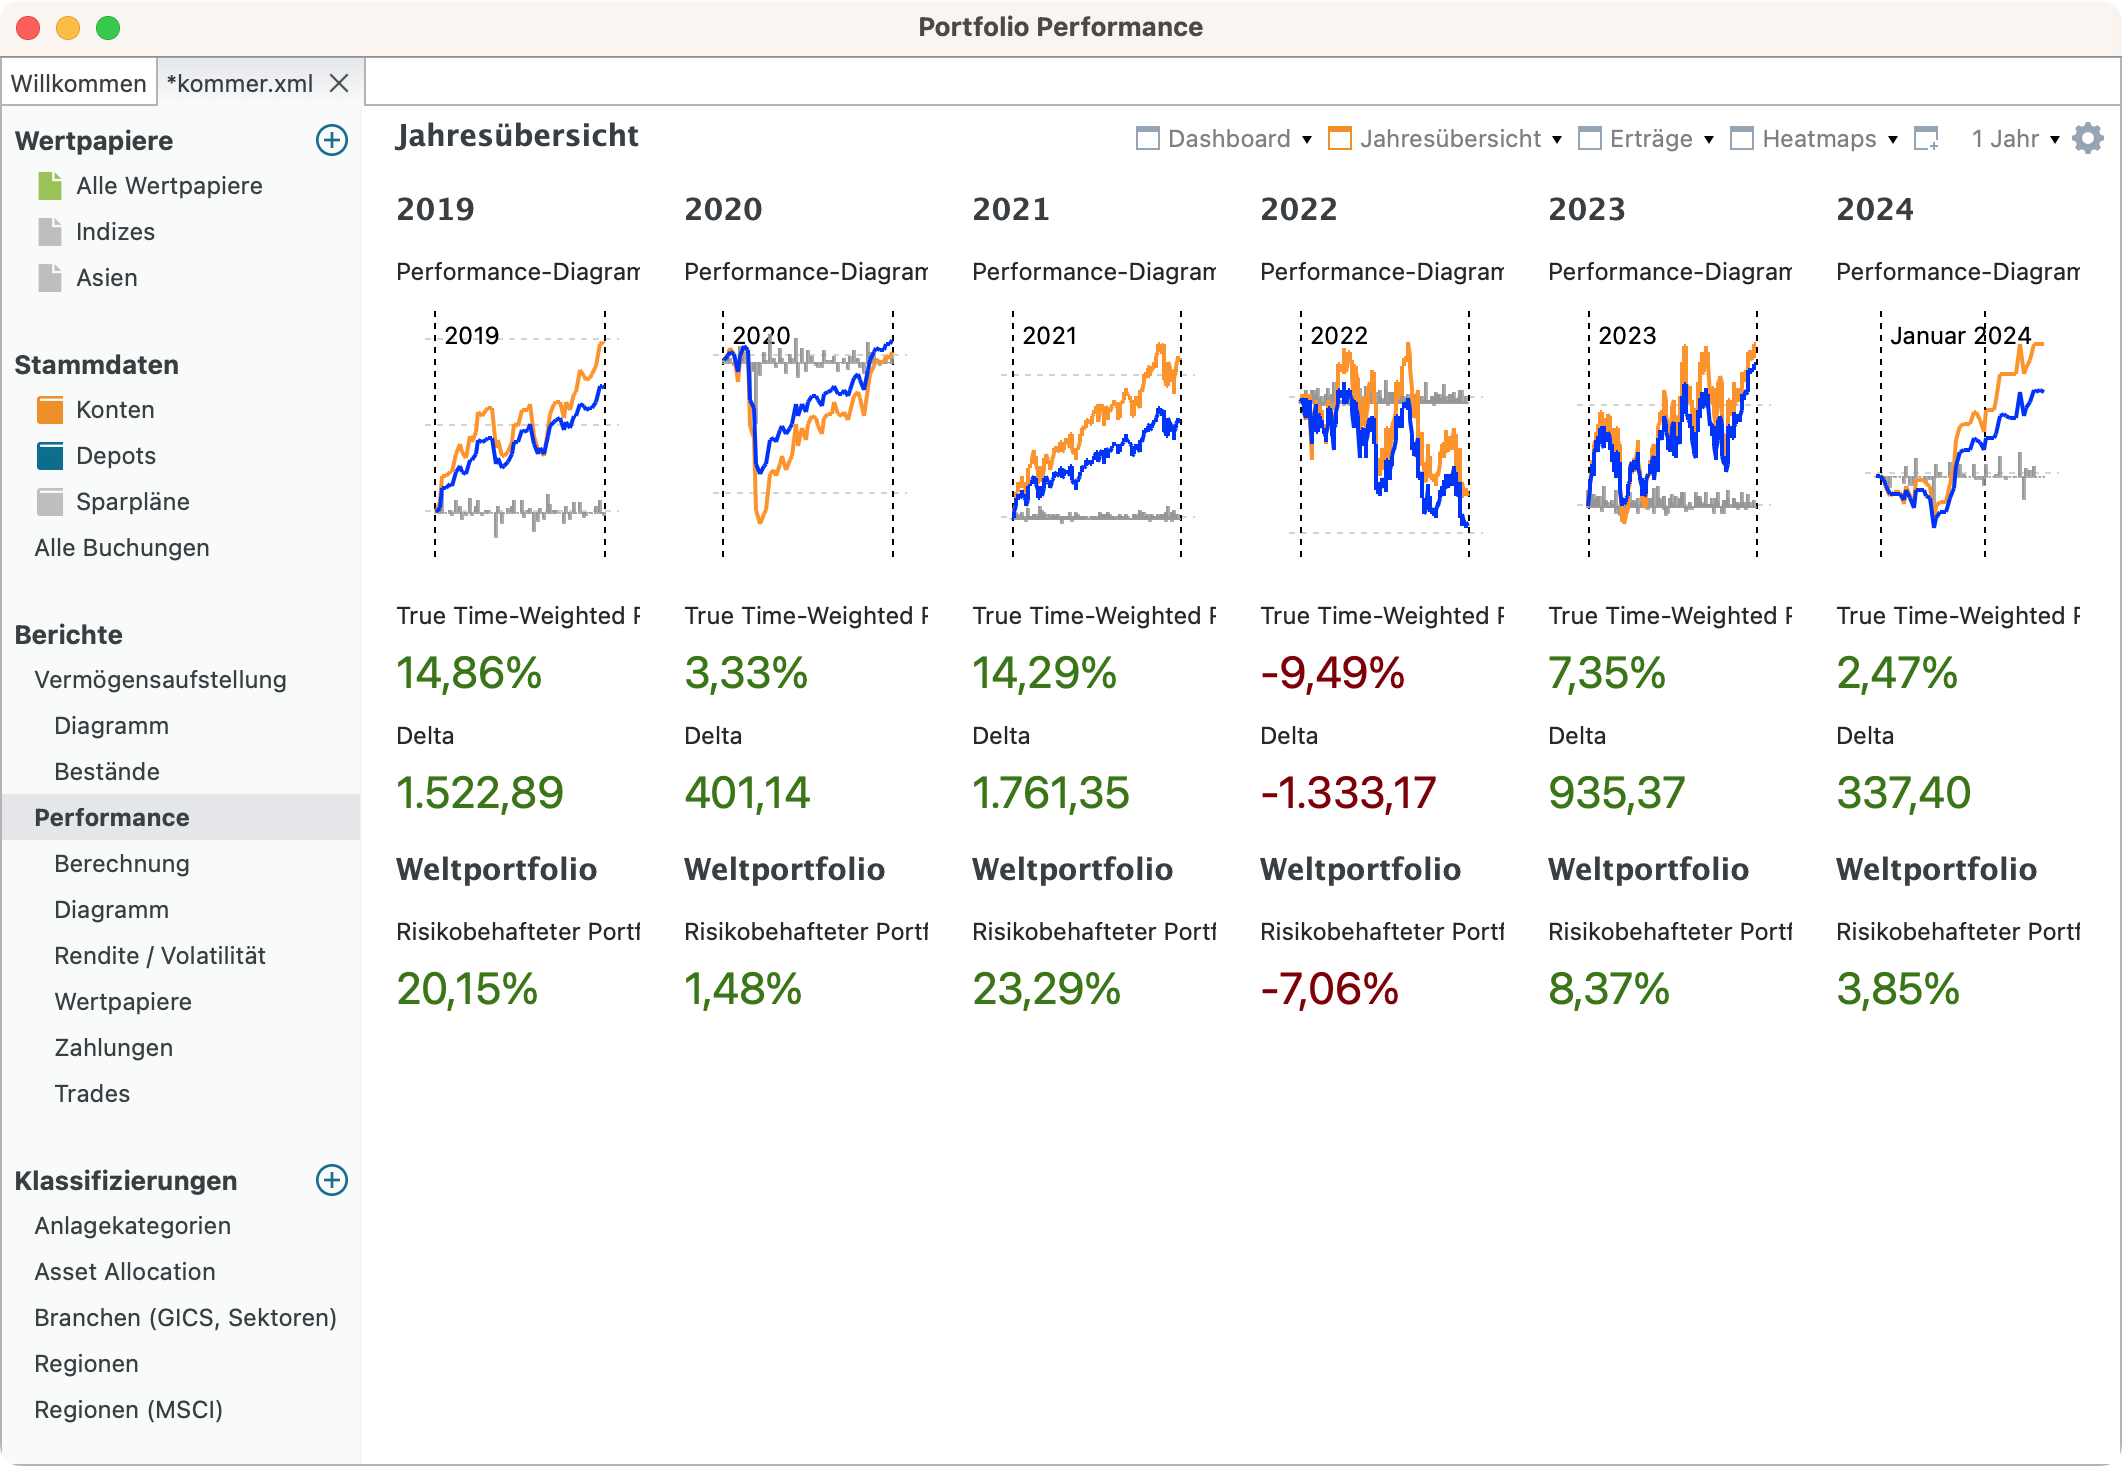 Portfolio Performance
Willkommen
*kommer.xml
Wertpapiere
Alle Wertpapiere
Indizes
Asien
Stammdaten
Konten
Depots
Sparpläne
Alle Buchungen
Berichte
Vermögensaufstellung
Diagramm
Bestände
Performance
Berechnung
Diagramm
Rendite / Volatilität
Wertpapiere
Zahlungen
Trades
Klassifizierungen
Anlagekategorien
Asset Allocation
Branchen (GICS, Sektoren)
Regionen
Regionen (MSCI)
Jahresübersicht
Dashboard Jahresübersicht Erträge Heatmaps 1 Jahr
2019 2020 2021 2022 2023 2024
Performance-Diagram Performance-Diagram Performance-Diagram Performance-Diagram Performance-Diagram Performance-Diagram
2019 2020 2021 2022 2023 Januar 2024
True Time-Weighted True Time-Weighted True Time-Weighted True Time-Weighted True Time-Weighted True Time-Weighted
14,86% 3,33% 14,29% -9,49% 7,35% 2,47%
Delta Delta Delta Delta Delta Delta
1.522,89 401,14 1.761,35 -1.333,17 935,37 337,40
Weltportfolio Weltportfolio Weltportfolio Weltportfolio Weltportfolio Weltportfolio
Risikobehafteter Portf Risikobehafteter Portf Risikobehafteter Portf Risikobehafteter Portf Risikobehafteter Portf Risikobehafteter Portf
20,15% 1,48% 23,29% -7,06% 8,37% 3,85%